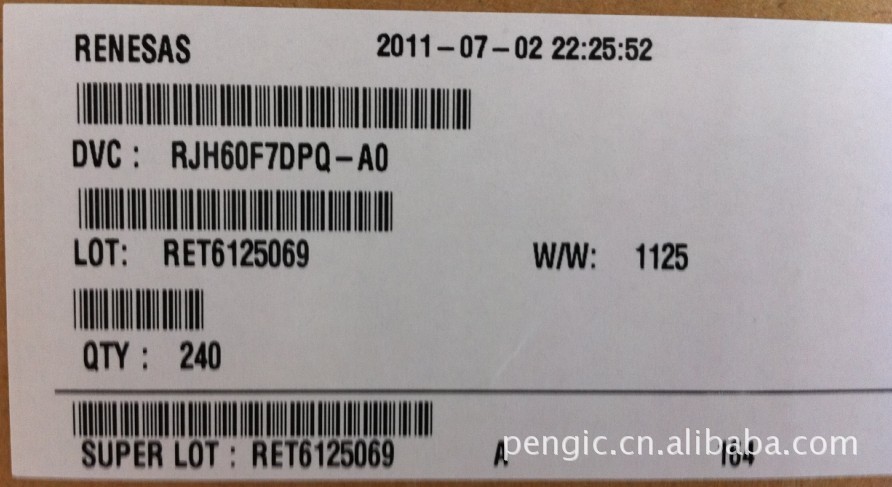 RENESAS 2011-07-02 22:25:52
DVC : RJH60F7DPQ-A0
LOT: RET6125069 W/W: 1125
QTY : 240
SUPER LOT : RET6125069 A
pengic.cn.alibaba.com